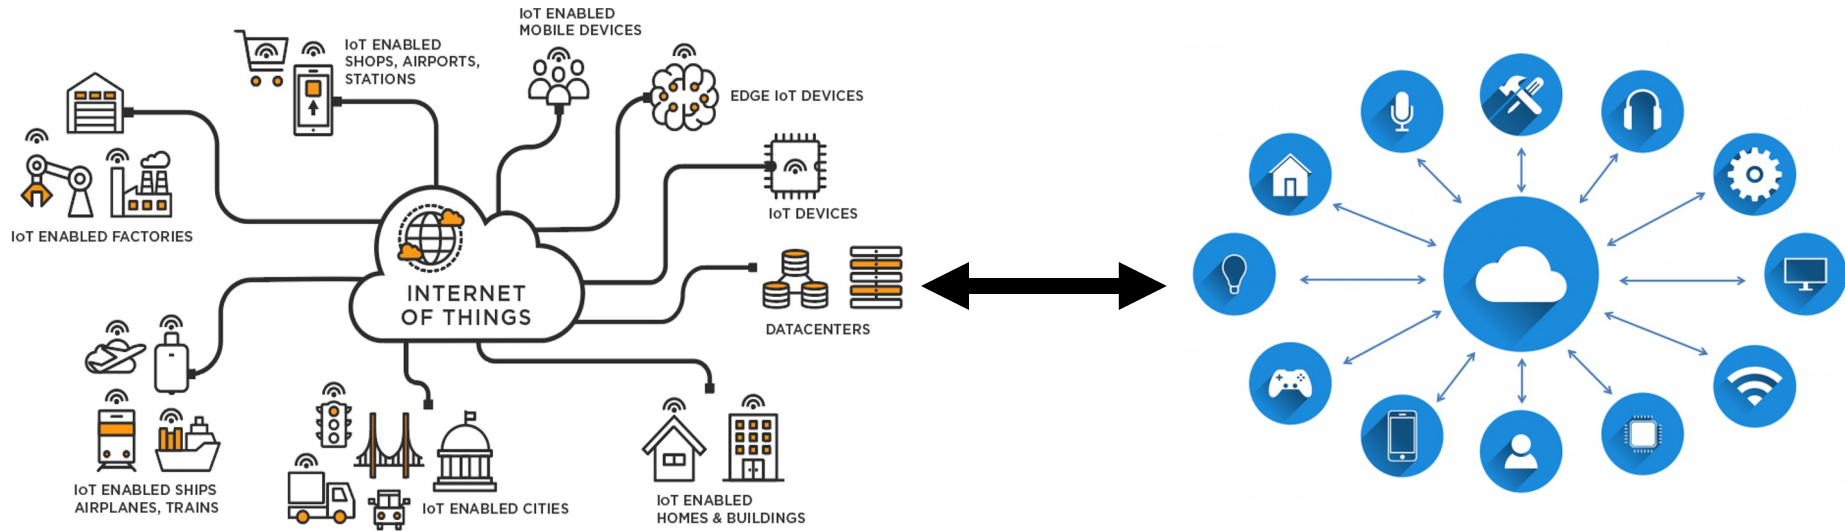 IoT ENABLED
MOBILE DEVICES
IoT ENABLED
SHOPS, AIRPORTS,
STATIONS
EDGE IoT DEVICES
IoT DEVICES
IoT ENABLED FACTORIES
INTERNET
OF THINGS
DATACENTERS
IoT ENABLED SHIPS
AIRPLANES, TRAINS
IoT ENABLED CITIES
IoT ENABLED
HOMES & BUILDINGS